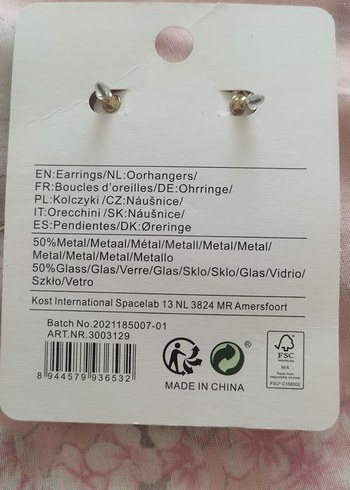 EN:Earrings/NL:Oorhangers/
FR:Boucles d'oreilles/DE:Ohrringe/
PL:Kolczyki /CZ:Náušnice/
IT:Orecchini /SK:Náušnice/
ES:Pendientes/DK:Øreringe
50%Metal/Metaal/Métal/Metall/Metal/Metal/
Metal/Metal/Metallo
50%Glass/Glas/Verre/Glas/Sklo/Sklo/Glas/Vidrio/
Szkło/Vetro
Kost International Spacelab 13 NL 3824 MR Amersfoort
Batch No.2021185007-01
ART.NR.3003129
8 944579 936532
MADE IN CHINA
FSC
MIX